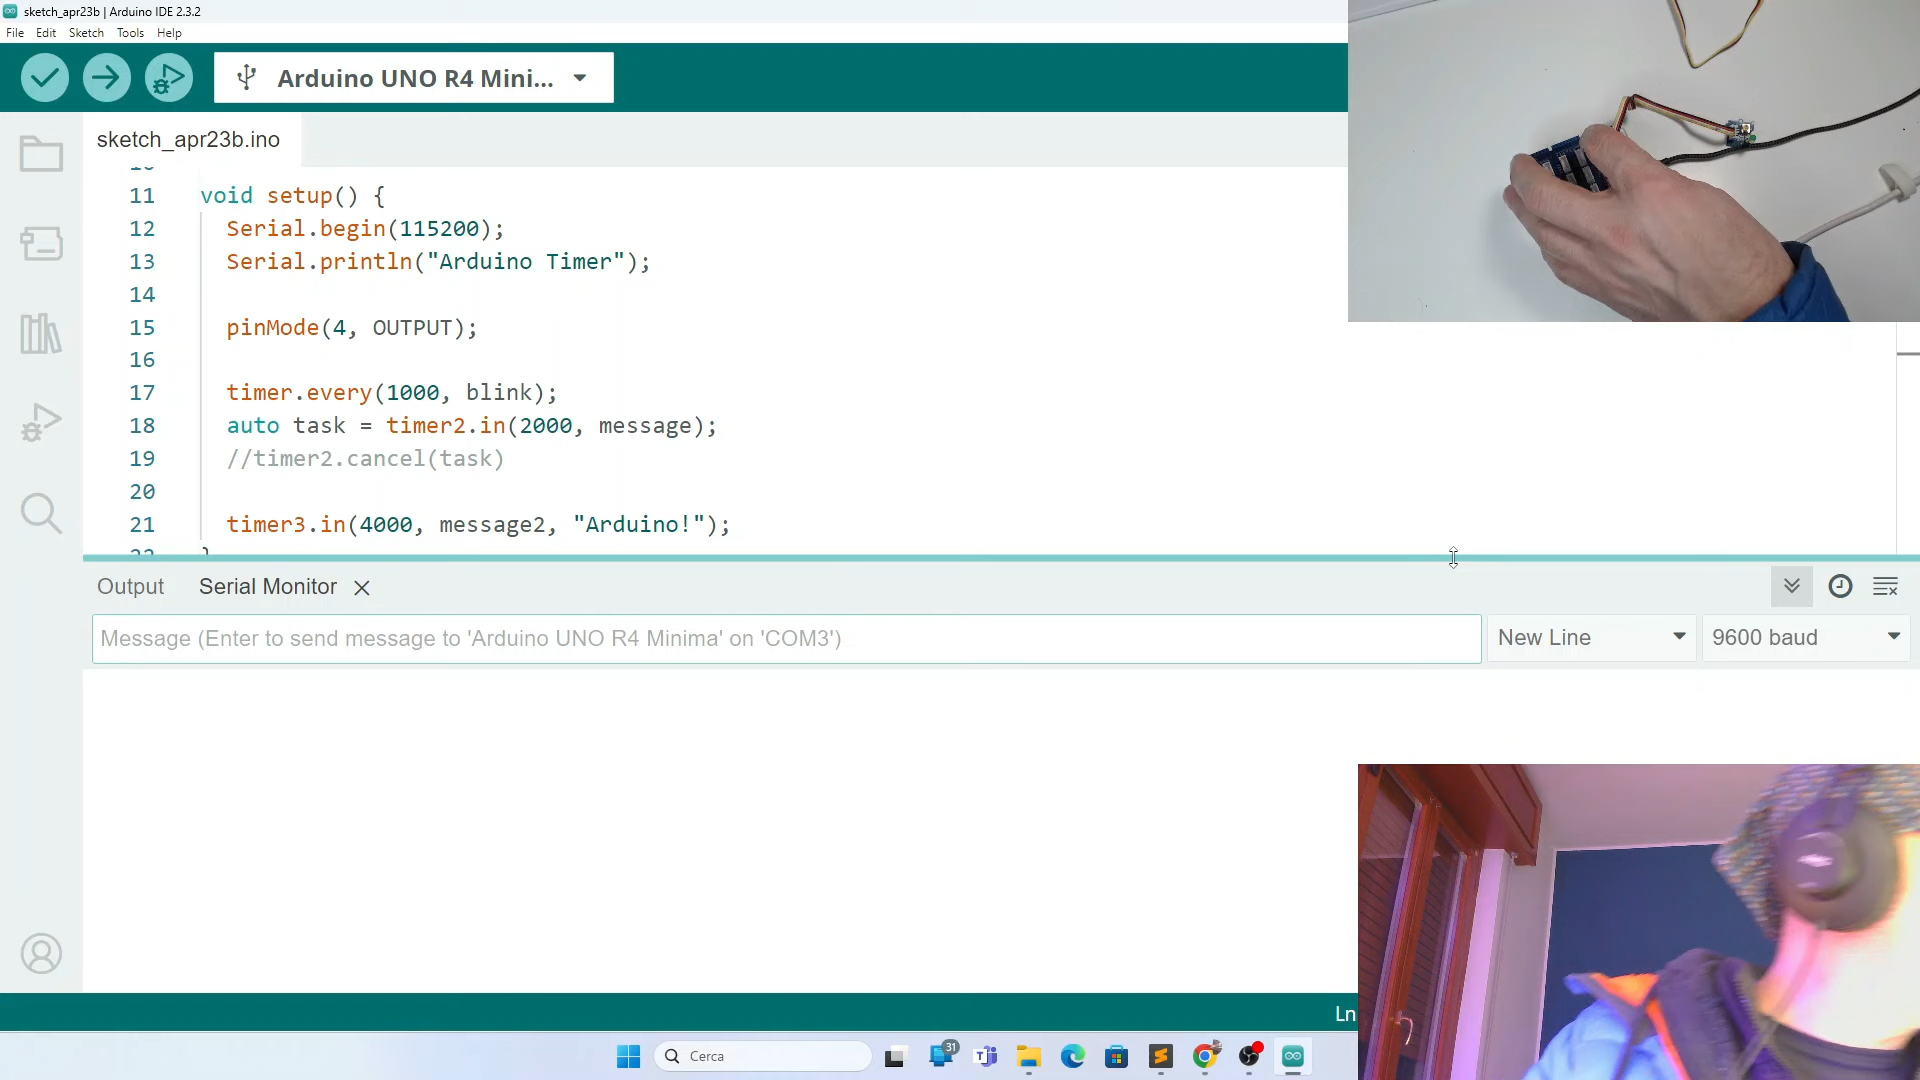 sketch_apr23b | Arduino IDE 2.3.2
File Edit Sketch Tools Help
Arduino UNO R4 Mini...
sketch_apr23b.ino
11 void setup() {
12 Serial.begin(115200);
13 Serial.println("Arduino Timer");
14
15 pinMode(4, OUTPUT);
16
17 timer.every(1000, blink);
18 auto task = timer2.in(2000, message);
19 //timer2.cancel(task)
20
21 timer3.in(4000, message2, "Arduino!");
Output Serial Monitor
Message (Enter to send message to 'Arduino UNO R4 Minima' on 'COM3')
New Line
9600 baud
Ln
Cerca
31